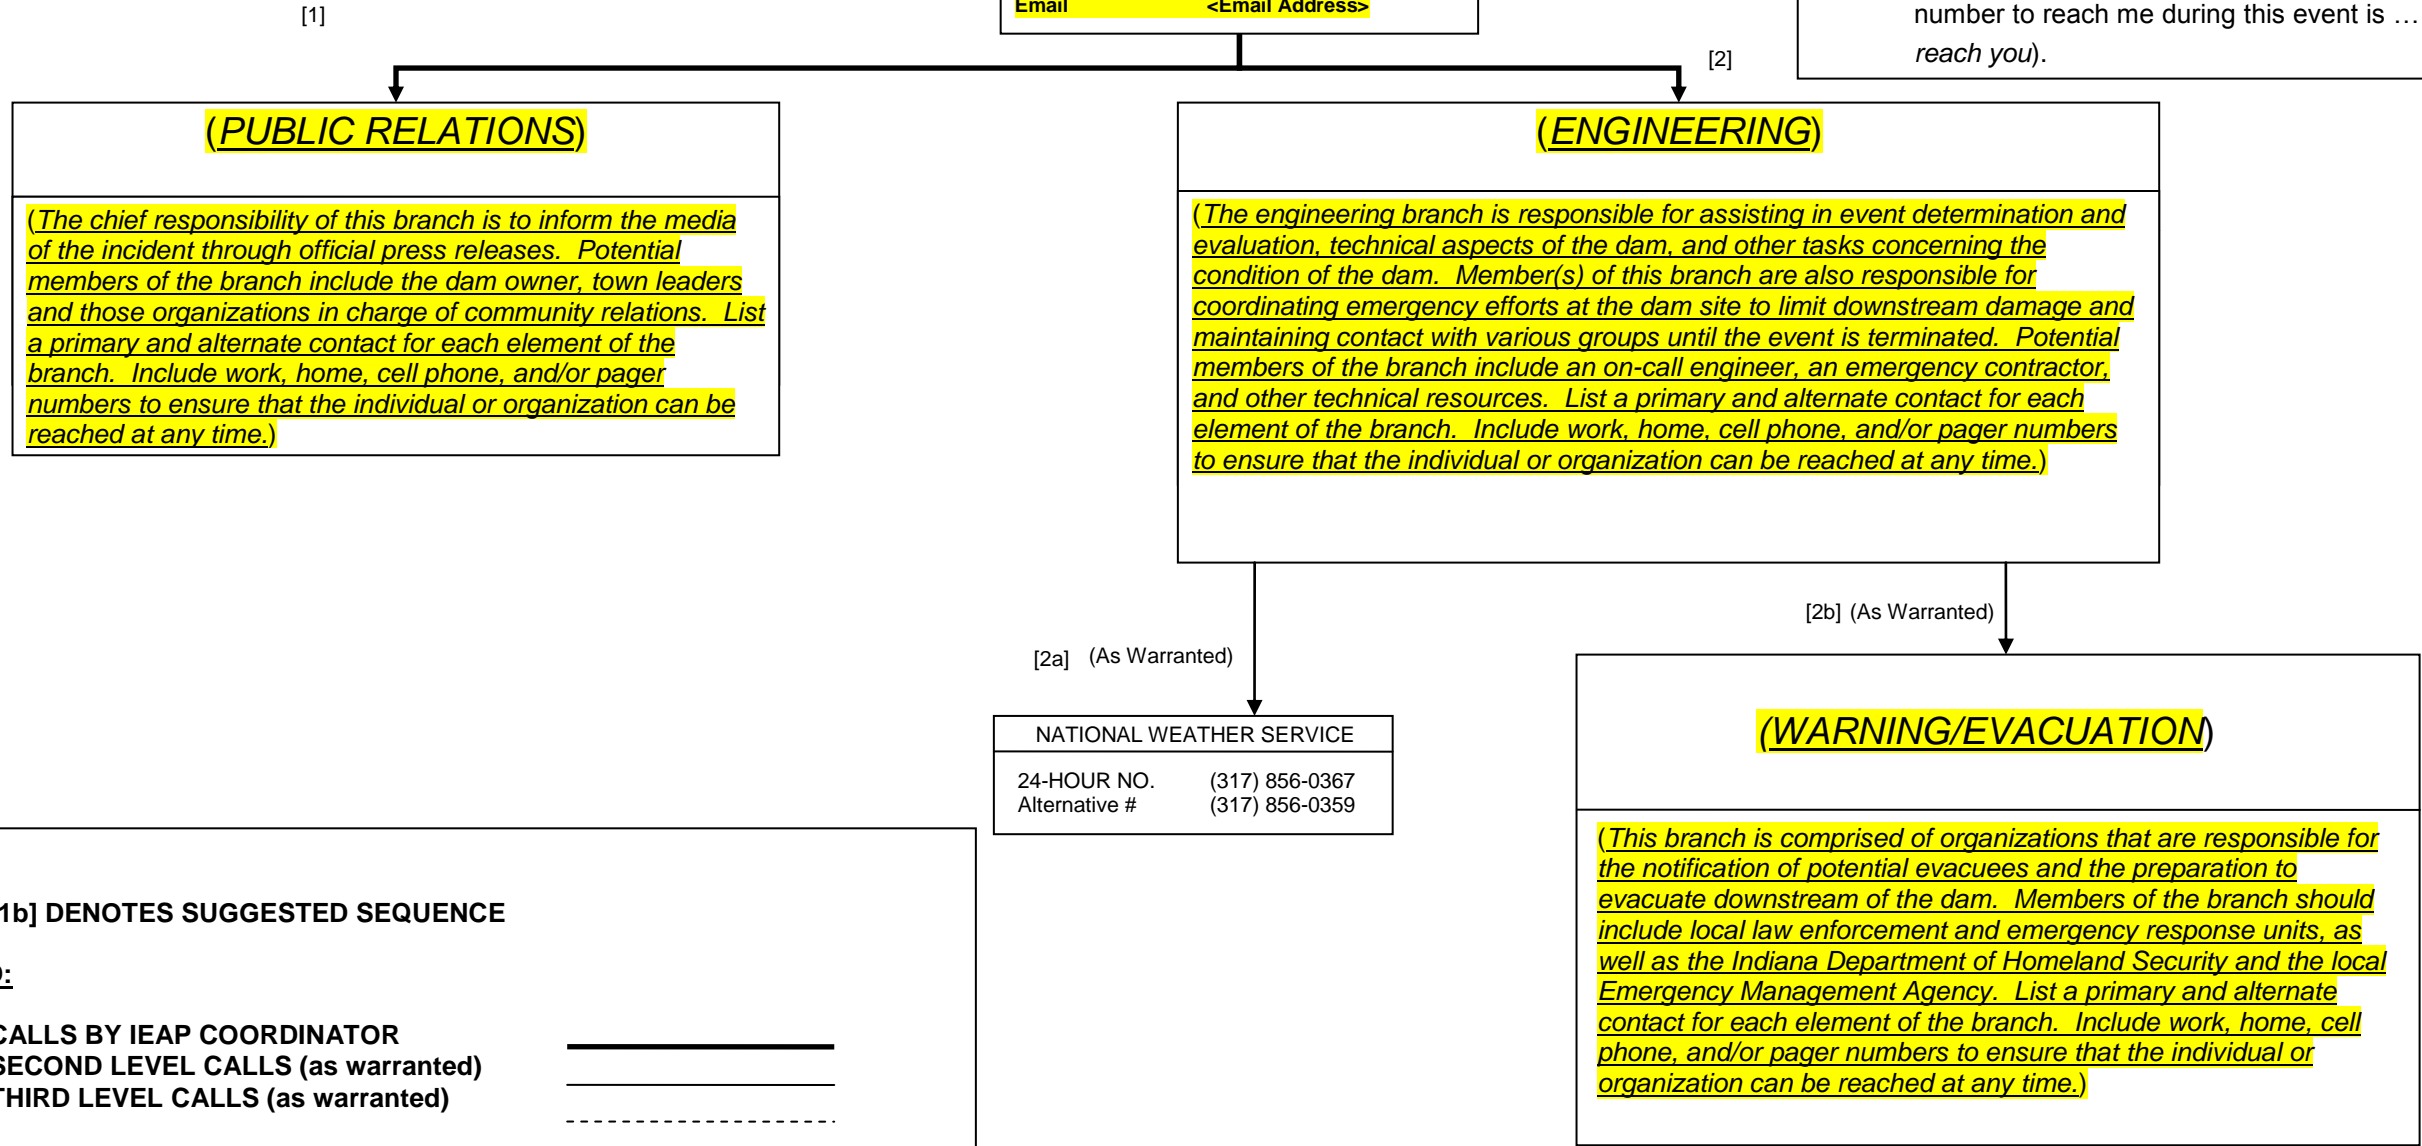 [1]
Email <Email Address>
number to reach me during this event is …
reach you).
[2]
(PUBLIC RELATIONS)
(The chief responsibility of this branch is to inform the media
of the incident through official press releases. Potential
members of the branch include the dam owner, town leaders
and those organizations in charge of community relations. List
a primary and alternate contact for each element of the
branch. Include work, home, cell phone, and/or pager
numbers to ensure that the individual or organization can be
reached at any time.)
(ENGINEERING)
(The engineering branch is responsible for assisting in event determination and
evaluation, technical aspects of the dam, and other tasks concerning the
condition of the dam. Member(s) of this branch are also responsible for
coordinating emergency efforts at the dam site to limit downstream damage and
maintaining contact with various groups until the event is terminated. Potential
members of the branch include an on-call engineer, an emergency contractor,
and other technical resources. List a primary and alternate contact for each
element of the branch. Include work, home, cell phone, and/or pager numbers
to ensure that the individual or organization can be reached at any time.)
[2a] (As Warranted)
[2b] (As Warranted)
NATIONAL WEATHER SERVICE
24-HOUR NO. (317) 856-0367
Alternative # (317) 856-0359
(WARNING/EVACUATION)
(This branch is comprised of organizations that are responsible for
the notification of potential evacuees and the preparation to
evacuate downstream of the dam. Members of the branch should
include local law enforcement and emergency response units, as
well as the Indiana Department of Homeland Security and the local
Emergency Management Agency. List a primary and alternate
contact for each element of the branch. Include work, home, cell
phone, and/or pager numbers to ensure that the individual or
organization can be reached at any time.)
1b] DENOTES SUGGESTED SEQUENCE
:
CALLS BY IEAP COORDINATOR
SECOND LEVEL CALLS (as warranted)
THIRD LEVEL CALLS (as warranted)